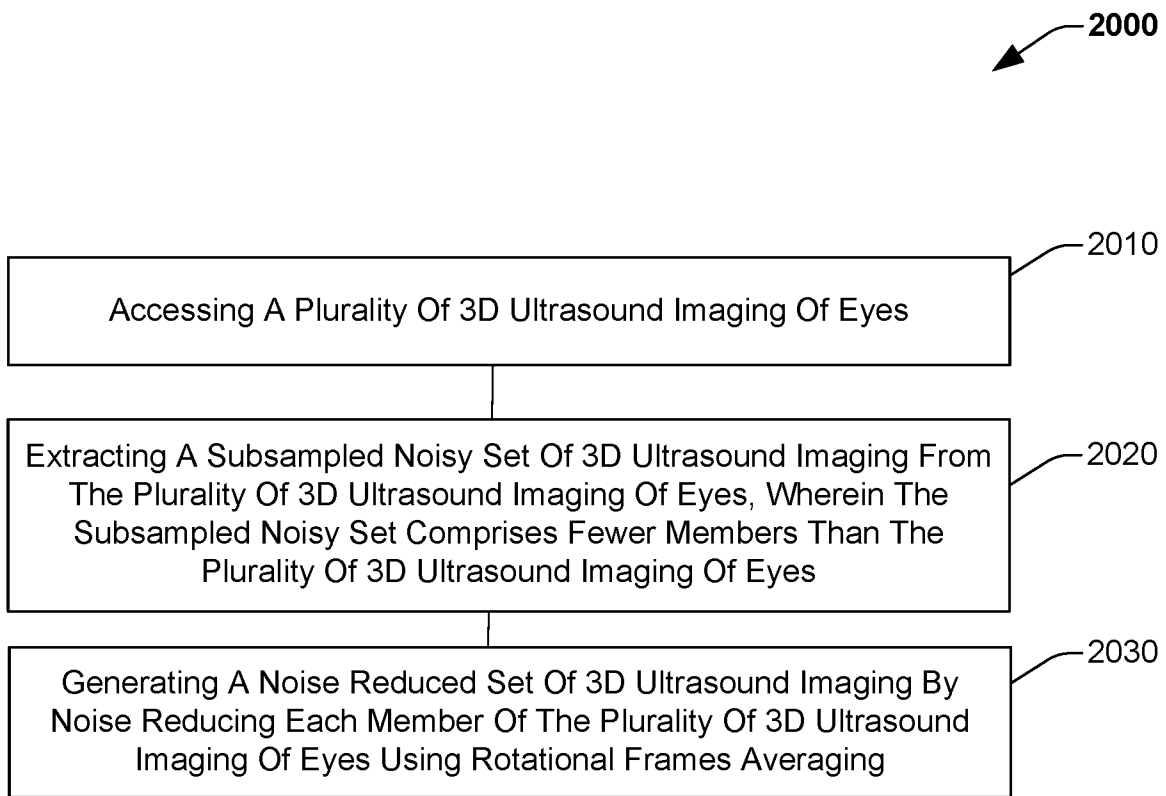 2000
2010
Accessing A Plurality Of 3D Ultrasound Imaging Of Eyes
2020
Extracting A Subsampled Noisy Set Of 3D Ultrasound Imaging From
The Plurality Of 3D Ultrasound Imaging Of Eyes, Wherein The
Subsampled Noisy Set Comprises Fewer Members Than The
Plurality Of 3D Ultrasound Imaging Of Eyes
2030
Generating A Noise Reduced Set Of 3D Ultrasound Imaging By
Noise Reducing Each Member Of The Plurality Of 3D Ultrasound
Imaging Of Eyes Using Rotational Frames Averaging